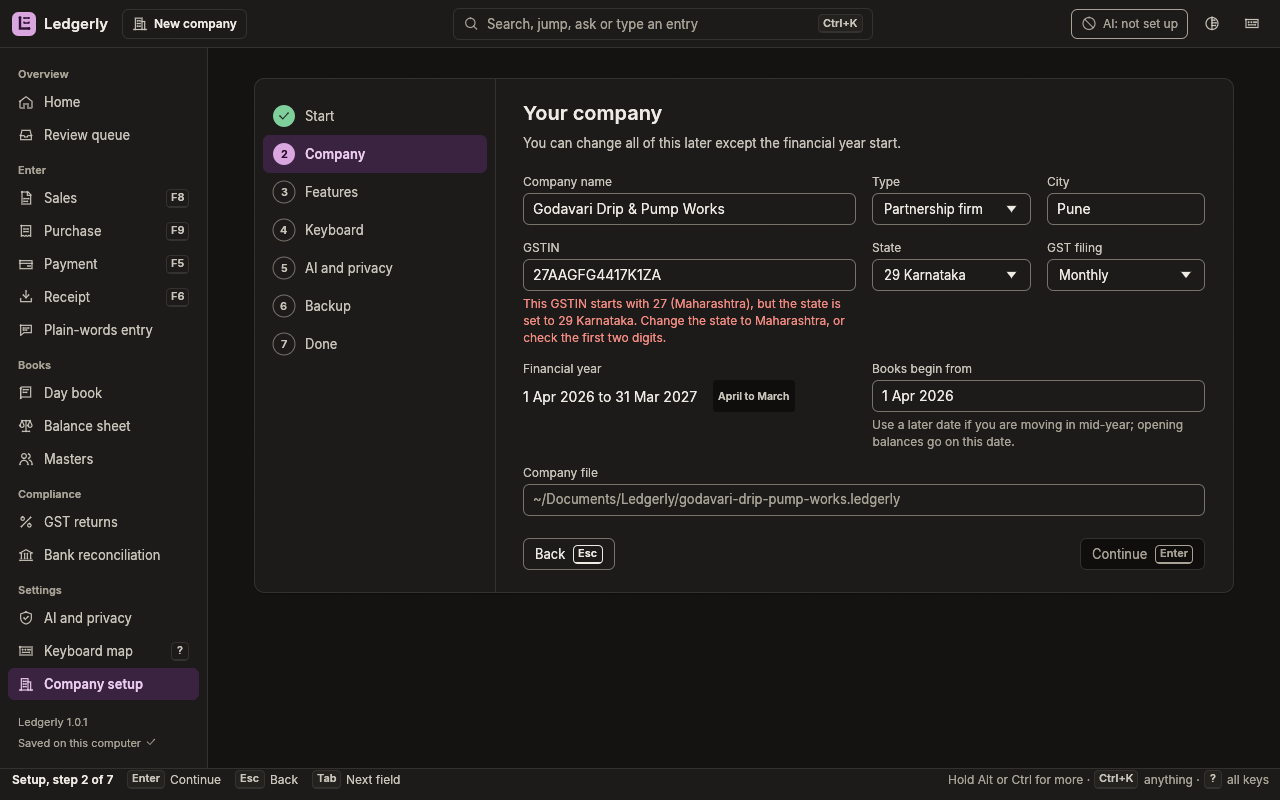 Ledgerly
New company
Search, jump, ask or type an entry
Ctrl+K
AI: not set up
Overview
Home
Review queue
Enter
Sales F8
Purchase F9
Payment F5
Receipt F6
Plain-words entry
Books
Day book
Balance sheet
Masters
Compliance
GST returns
Bank reconciliation
Settings
AI and privacy
Keyboard map ?
Company setup
Ledgerly 1.0.1
Saved on this computer
Start
2 Company
3 Features
4 Keyboard
5 AI and privacy
6 Backup
7 Done
Your company
You can change all of this later except the financial year start.
Company name Type City
Godavari Drip & Pump Works Partnership firm Pune
GSTIN State GST filing
27AAGFG4417K1ZA 29 Karnataka Monthly
This GSTIN starts with 27 (Maharashtra), but the state is
set to 29 Karnataka. Change the state to Maharashtra, or
check the first two digits.
Financial year Books begin from
1 Apr 2026 to 31 Mar 2027 April to March 1 Apr 2026
Use a later date if you are moving in mid-year; opening
balances go on this date.
Company file
~/Documents/Ledgerly/godavari-drip-pump-works.ledgerly
Back Esc Continue Enter
Setup, step 2 of 7 Enter Continue Esc Back Tab Next field Hold Alt or Ctrl for more · Ctrl+K anything · ? all keys